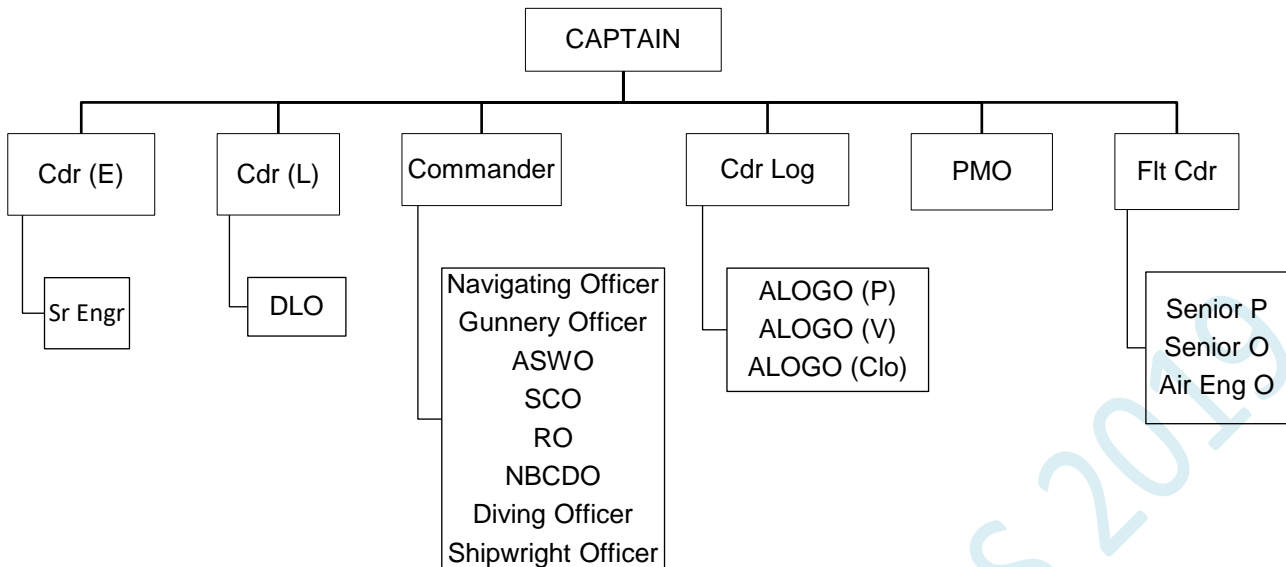 CAPTAIN
Cdr (E)
Cdr (L)
Commander
Cdr Log
PMO
Flt Cdr
Sr Engr
DLO
Navigating Officer
Gunnery Officer
ASWO
SCO
RO
NBCDO
Diving Officer
Shipwright Officer
ALOGO (P)
ALOGO (V)
ALOGO (Clo)
Senior P
Senior O
Air Eng O
S 2019